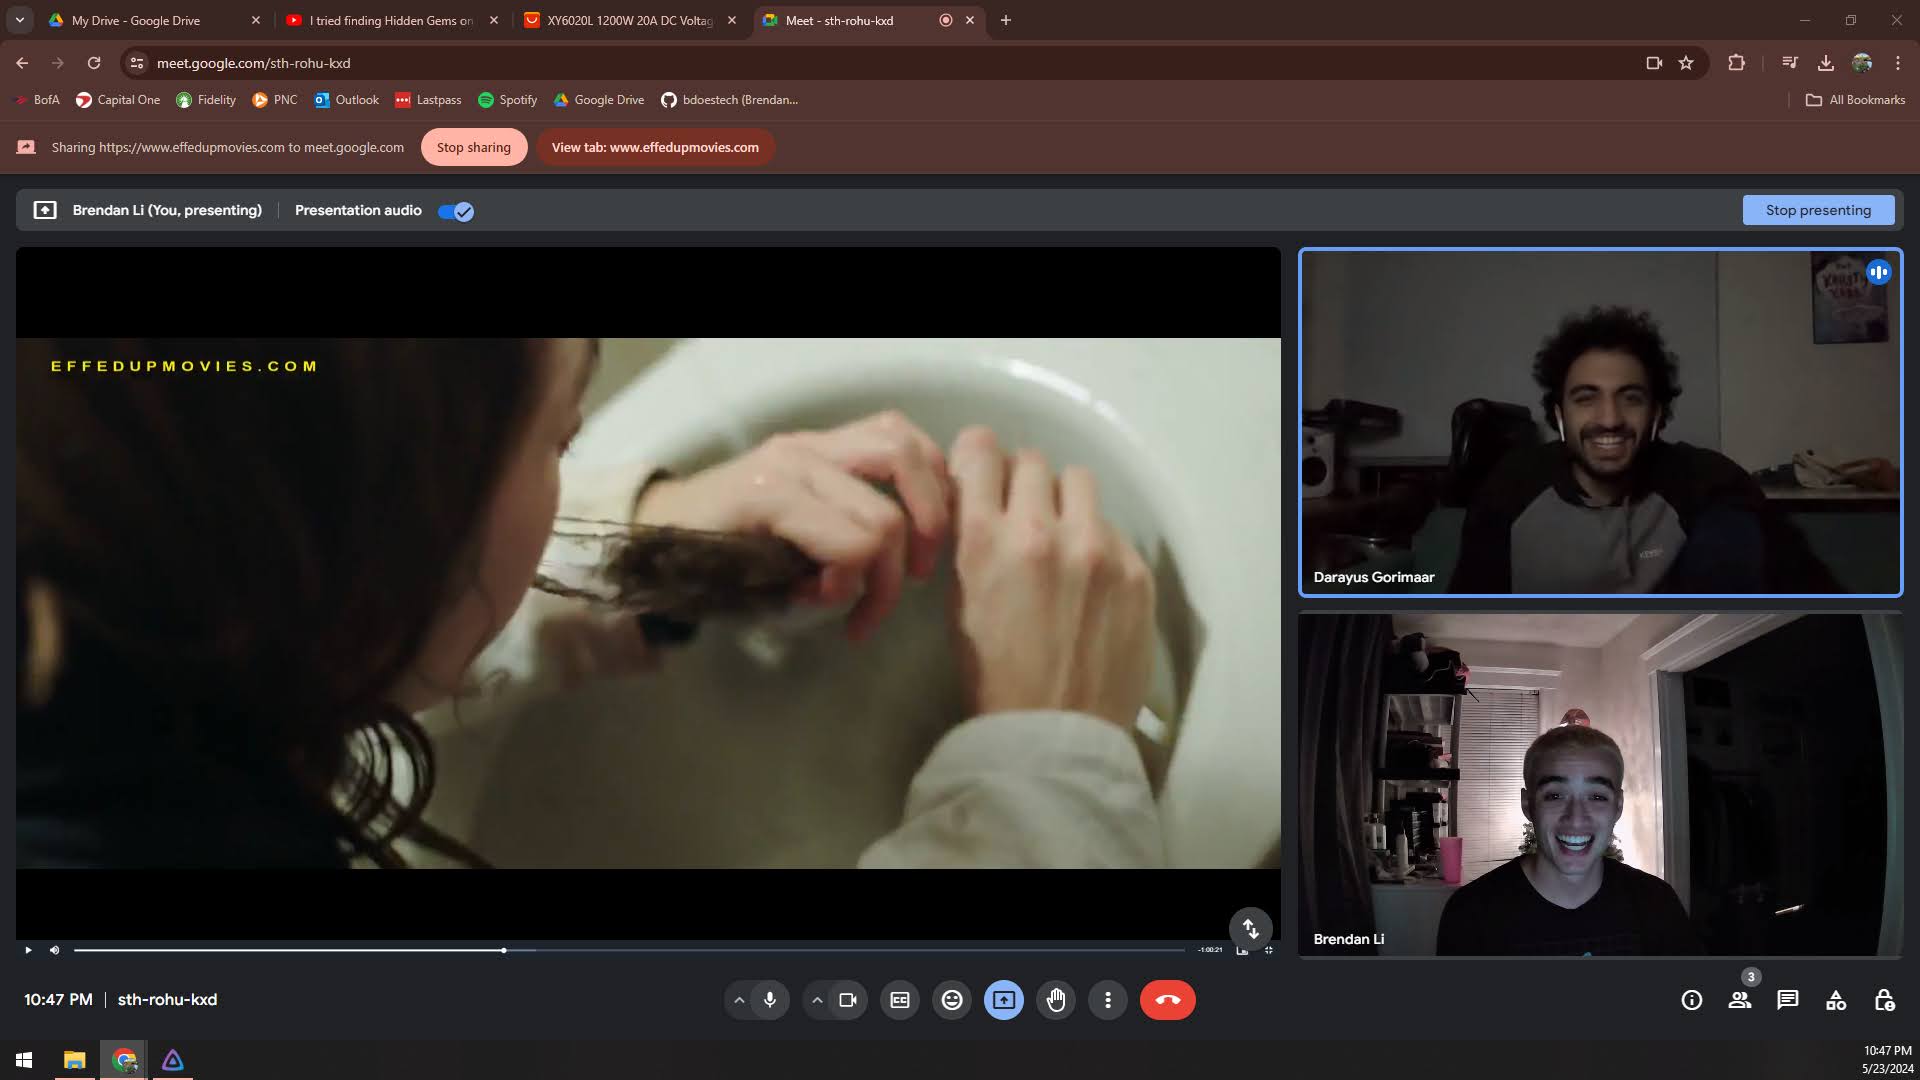 My Drive - Google Drive
I tried finding Hidden Gems on
XY6020L 1200W 20A DC Voltag
Meet - sth-rohu-kxd
meet.google.com/sth-rohu-kxd
BofA
Capital One
Fidelity
PNC
Outlook
Lastpass
Spotify
Google Drive
bdoestech (Brendan...
All Bookmarks
Sharing https://www.effedupmovies.com to meet.google.com
Stop sharing
View tab: www.effedupmovies.com
Brendan Li (You, presenting)
Presentation audio
Stop presenting
EFFEDUPMOVIES.COM
Darayus Gorimaar
Brendan Li
-1:00:21
10:47 PM
sth-rohu-kxd
CC
3
10:47 PM
5/23/2024